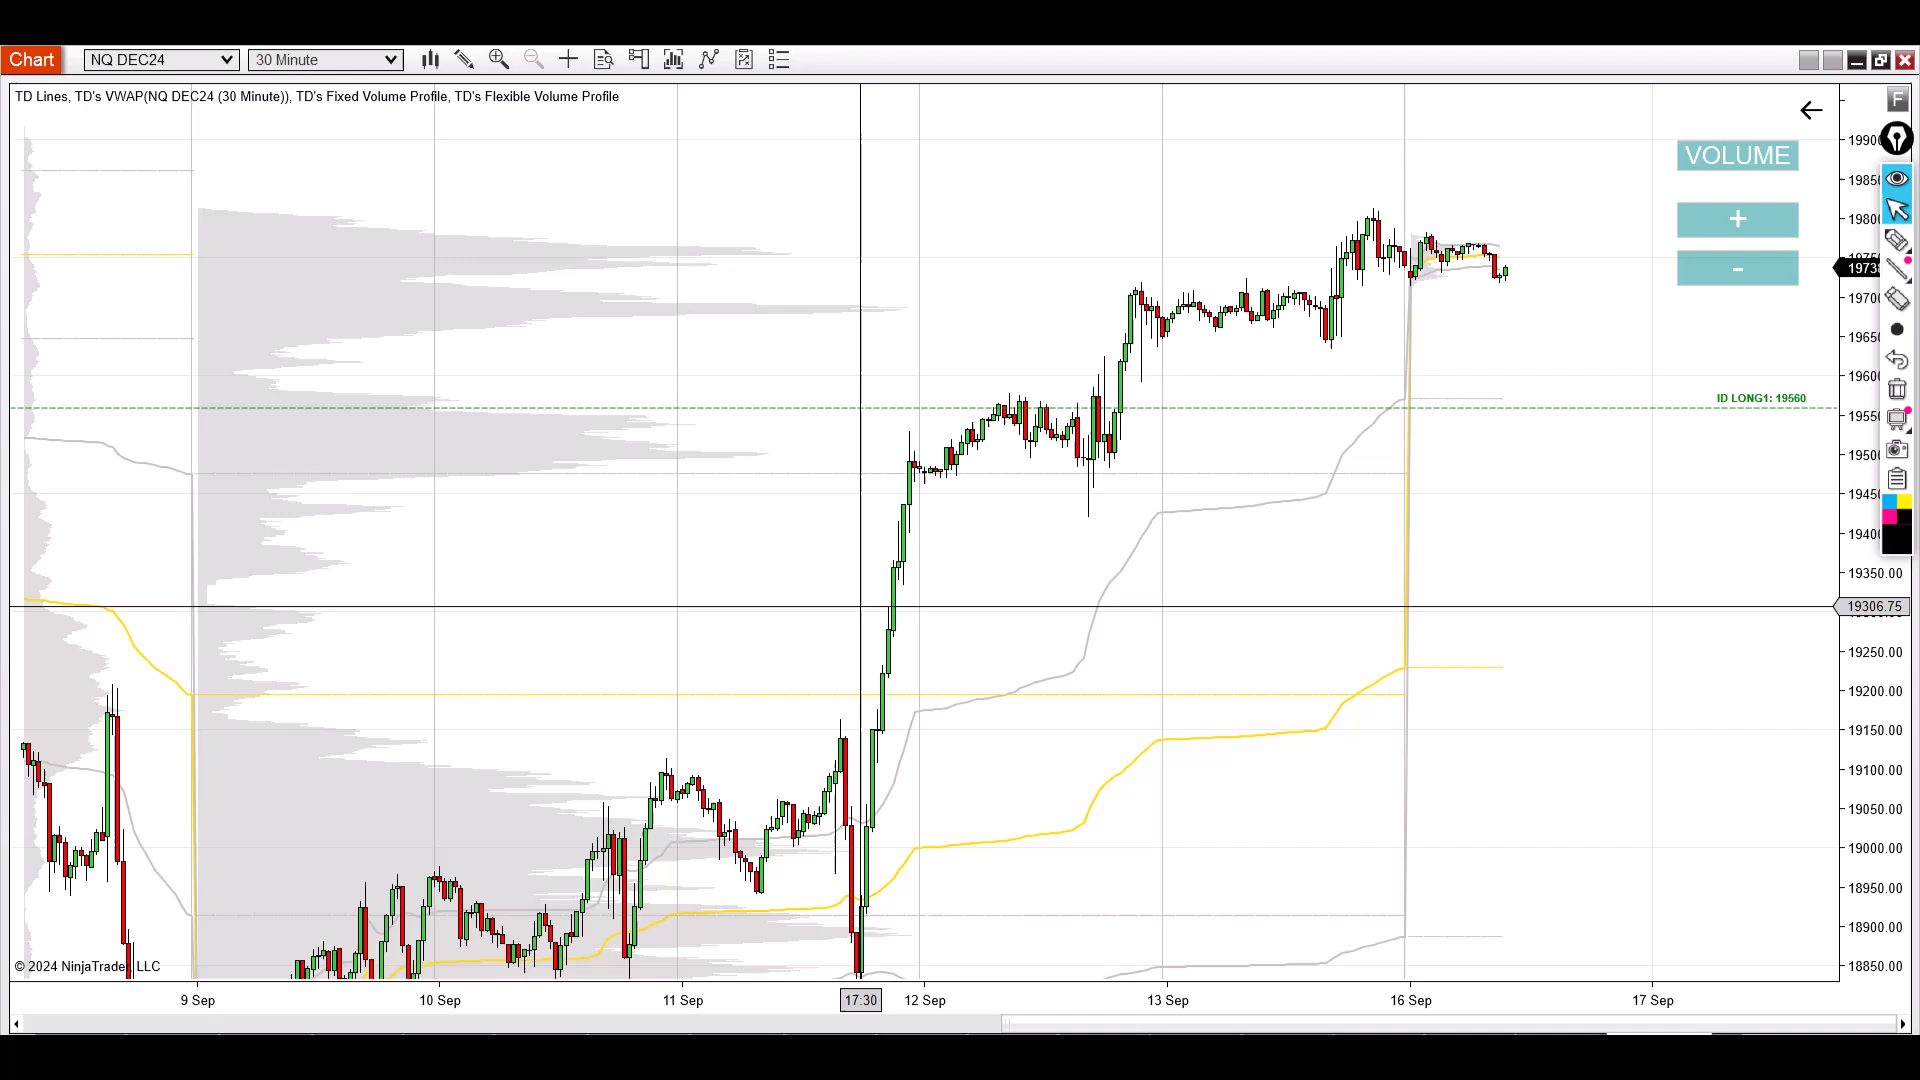 Chart NQ DEC24 30 Minute
TD Lines, TD's VWAP(NQ DEC24 (30 Minute)), TD's Fixed Volume Profile, TD's Flexible Volume Profile
F
VOLUME
+
-
ID LONG1: 19560
19350.00
19306.75
19250.00
19200.00
19150.00
19100.00
19050.00
19000.00
18950.00
18900.00
18850.00
© 2024 NinjaTrader, LLC
9 Sep 10 Sep 11 Sep 17:30 12 Sep 13 Sep 16 Sep 17 Sep